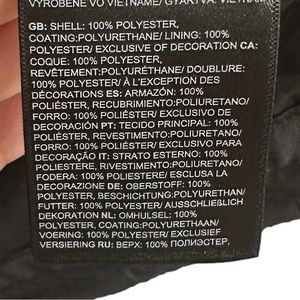 VYROBENÉ VO VIETNAME/ GYÁRTVA: VIETNAM
GB: SHELL: 100% POLYESTER,
COATING:POLYURETHANE/ LINING: 100%
POLYESTER/ EXCLUSIVE OF DECORATION CA:
COQUE: 100% POLYESTER,
REVÊTEMENT:POLYURÉTHANE/ DOUBLURE:
100% POLYESTER/ À L'EXCEPTION DES
DÉCORATIONS ES: ARMAZÓN: 100%
POLIÉSTER, RECUBRIMIENTO:POLIURETANO/
FORRO: 100% POLIÉSTER/ EXCLUSIVO DE
DECORACIÓN PT: TECIDO PRINCIPAL: 100%
POLIÉSTER, REVESTIMENTO:POLIURETANO/
FORRO: 100% POLIÉSTER/ EXCLUSIVO PARA
DECORAÇÃO IT: STRATO ESTERNO: 100%
POLIESTERE, RIVESTIMENTO:POLIURETANO/
FODERA: 100% POLIESTERE/ ESCLUSA LA
DECORAZIONE DE: OBERSTOFF: 100%
POLYESTER, BESCHICHTUNG:POLYURETHAN/
FUTTER: 100% POLYESTER/ AUSSCHLIEßLICH
DEKORATION NL: OMHULSEL: 100%
POLYESTER, COATING:POLYURETHAAN/
VOERING: 100% POLYESTER/ EXCLUSIEF
VERSIERING RU: ВЕРХ: 100% ПОЛИЭСТЕР,